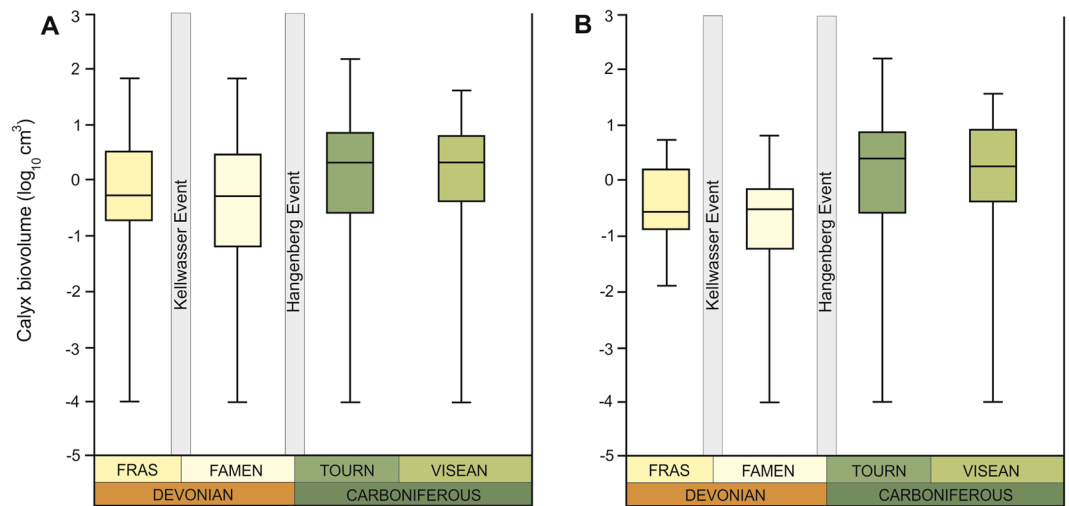 A
Calyx biovolume (log10 cm3)
3
2
1
0
-1
-2
-3
-4
-5
Kellwasser Event
Hangenberg Event
FRAS FAMEN TOURN VISEAN
DEVONIAN CARBONIFEROUS
B
3
2
1
0
-1
-2
-3
-4
-5
Kellwasser Event
Hangenberg Event
FRAS FAMEN TOURN VISEAN
DEVONIAN CARBONIFEROUS